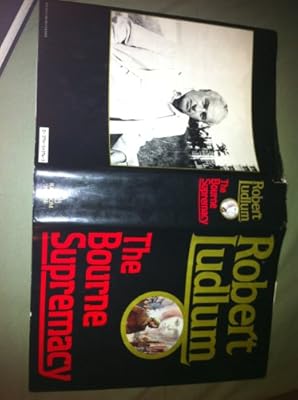 Robert
Ludlum
The
Bourne
Supremacy
Robert
Ludlum
The
Bourne
Supremacy